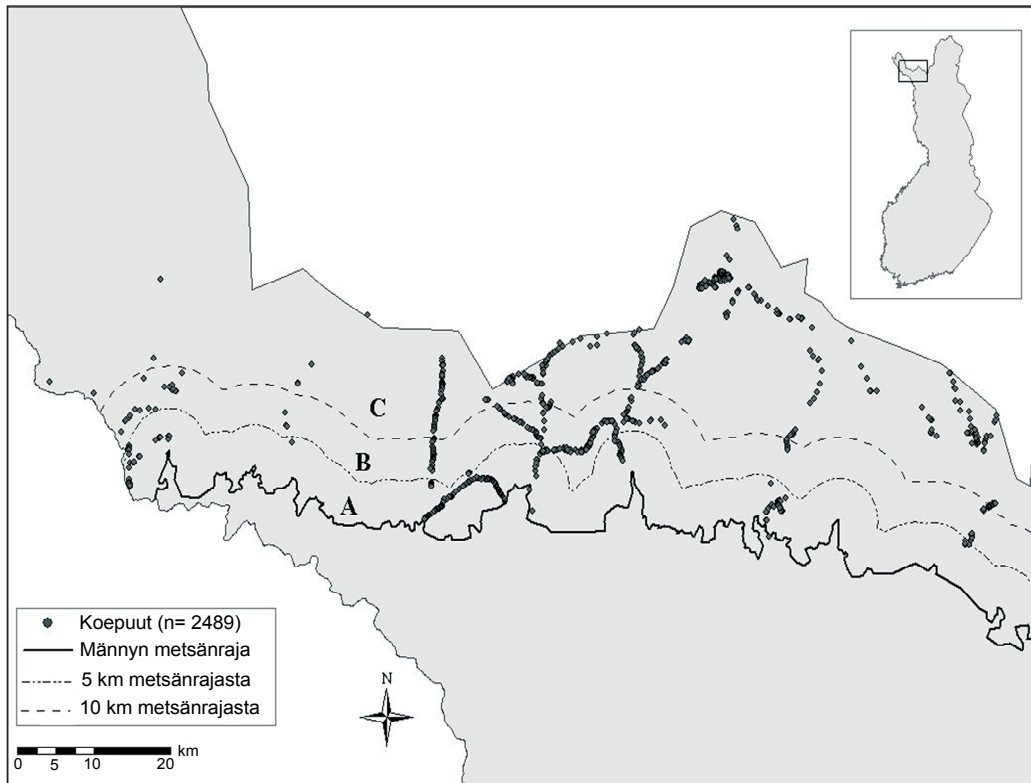 C
B
A
Koepuut (n= 2489)
Männyn metsänraja
5 km metsänrajasta
10 km metsänrajasta
N
km
0 5 10 20